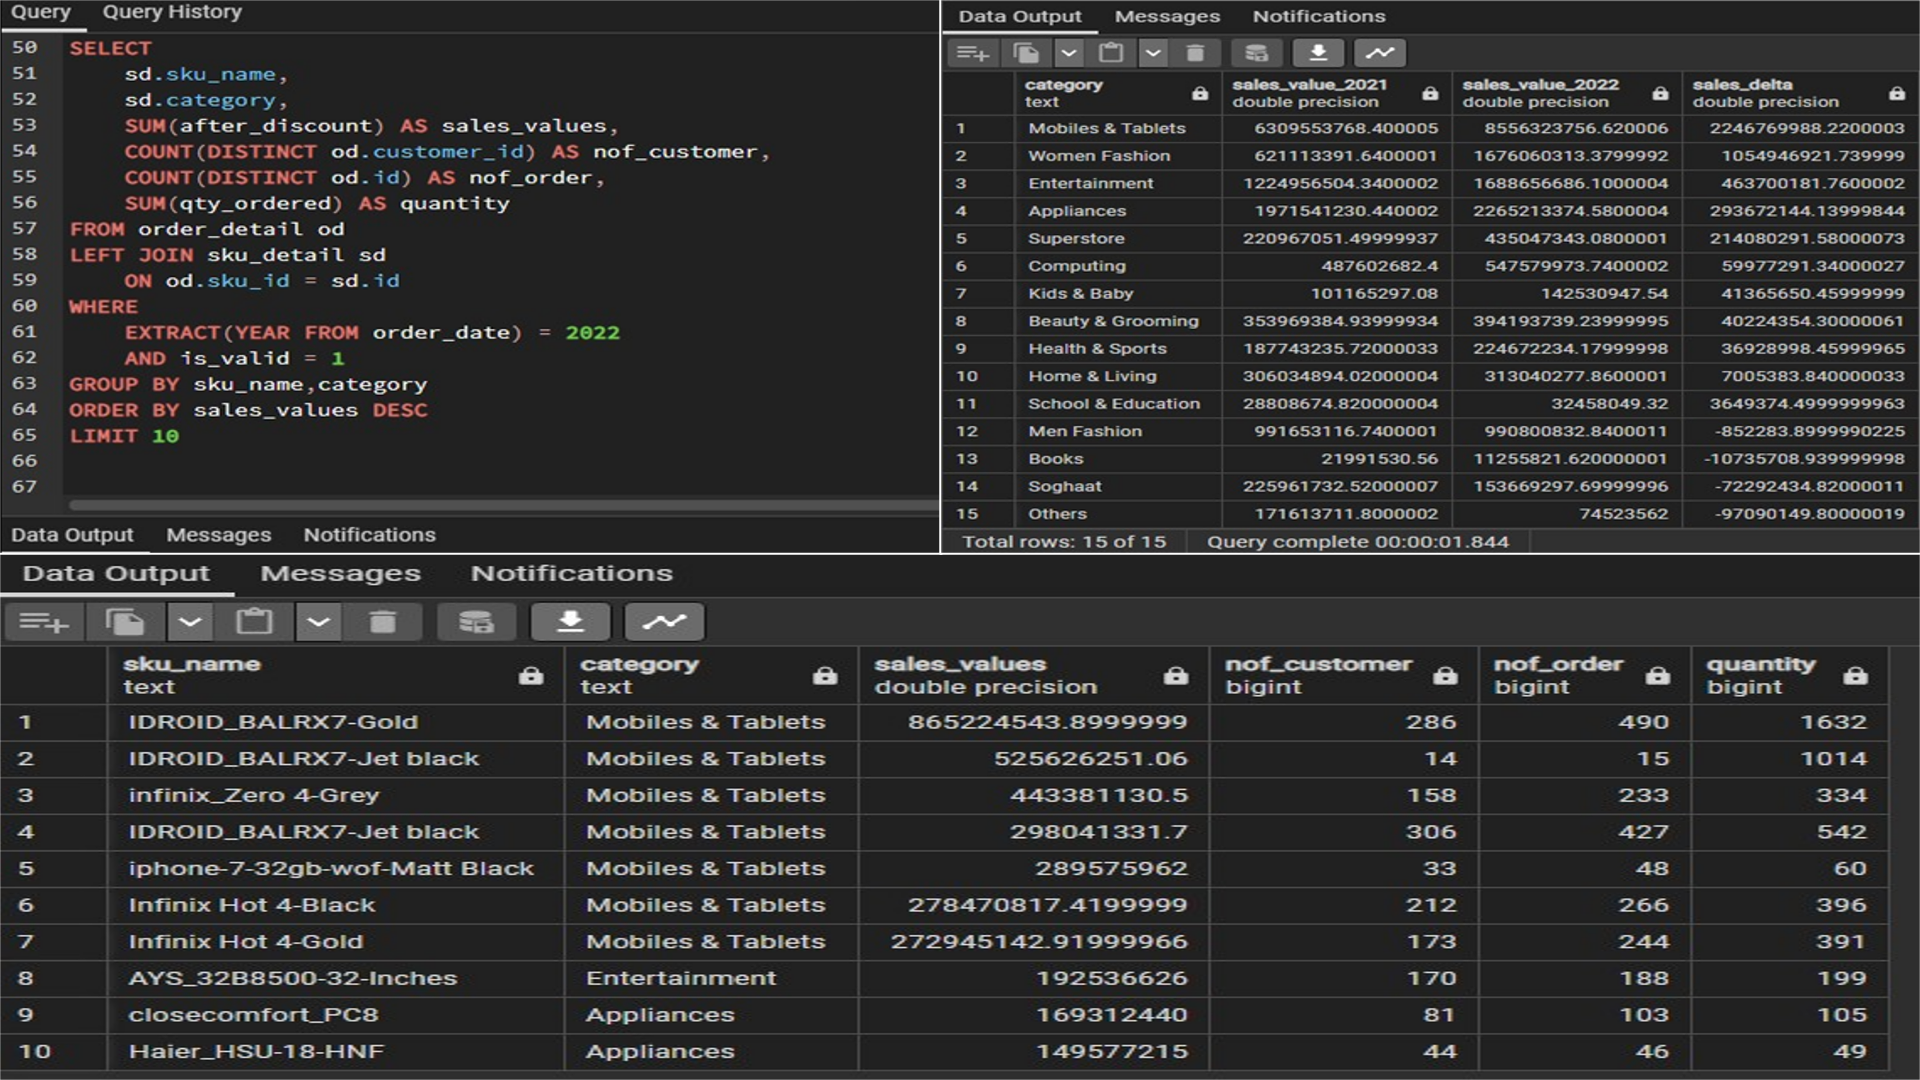 Query Query History
50 SELECT
51 sd.sku_name,
52 sd.category,
53 SUM(after_discount) AS sales_values,
54 COUNT(DISTINCT od.customer_id) AS nof_customer,
55 COUNT(DISTINCT od.id) AS nof_order,
56 SUM(qty_ordered) AS quantity
57 FROM order_detail od
58 LEFT JOIN sku_detail sd
59 ON od.sku_id = sd.id
60 WHERE
61 EXTRACT(YEAR FROM order_date) = 2022
62 AND is_valid = 1
63 GROUP BY sku_name,category
64 ORDER BY sales_values DESC
65 LIMIT 10
66
67
Data Output Messages Notifications
Data Output Messages Notifications
category sales_value_2021 sales_value_2022 sales_delta
text double precision double precision double precision
1 Mobiles & Tablets 6309553768.400005 8556323756.620006 2246769988.2200003
2 Women Fashion 621113391.6400001 1676060313.3799992 1054946921.739999
3 Entertainment 1224956504.3400002 1688656686.1000004 463700181.7600002
4 Appliances 1971541230.440002 2265213374.5800004 293672144.13999844
5 Superstore 220967051.49999937 435047343.0800001 214080291.58000073
6 Computing 487602682.4 547579973.7400002 59977291.34000027
7 Kids & Baby 101165297.08 142530947.54 41365650.45999999
8 Beauty & Grooming 353969384.93999934 394193739.23999995 40224354.30000061
9 Health & Sports 187743235.72000033 224672234.17999998 36928998.45999965
10 Home & Living 306034894.02000004 313040277.8600001 7005383.840000033
11 School & Education 28808674.820000004 32458049.32 3649374.4999999963
12 Men Fashion 991653116.7400001 990800832.8400011 -852283.8999990225
13 Books 21991530.56 11255821.620000001 -10735708.939999998
14 Soghaat 225961732.52000007 153669297.69999996 -72292434.82000011
15 Others 171613711.8000002 74523562 -97090149.80000019
Total rows: 15 of 15 Query complete 00:00:01.844
Data Output Messages Notifications
sku_name category sales_values nof_customer nof_order quantity
text text double precision bigint bigint bigint
1 IDROID_BALRX7-Gold Mobiles & Tablets 865224543.8999999 286 490 1632
2 IDROID_BALRX7-Jet black Mobiles & Tablets 525626251.06 14 15 1014
3 infinix_Zero 4-Grey Mobiles & Tablets 443381130.5 158 233 334
4 IDROID_BALRX7-Jet black Mobiles & Tablets 298041331.7 306 427 542
5 iphone-7-32gb-wof-Matt Black Mobiles & Tablets 289575962 33 48 60
6 Infinix Hot 4-Black Mobiles & Tablets 278470817.4199999 212 266 396
7 Infinix Hot 4-Gold Mobiles & Tablets 272945142.91999966 173 244 391
8 AYS_32B8500-32-Inches Entertainment 192536626 170 188 199
9 closecomfort_PC8 Appliances 169312440 81 103 105
10 Haier_HSU-18-HNF Appliances 149577215 44 46 49